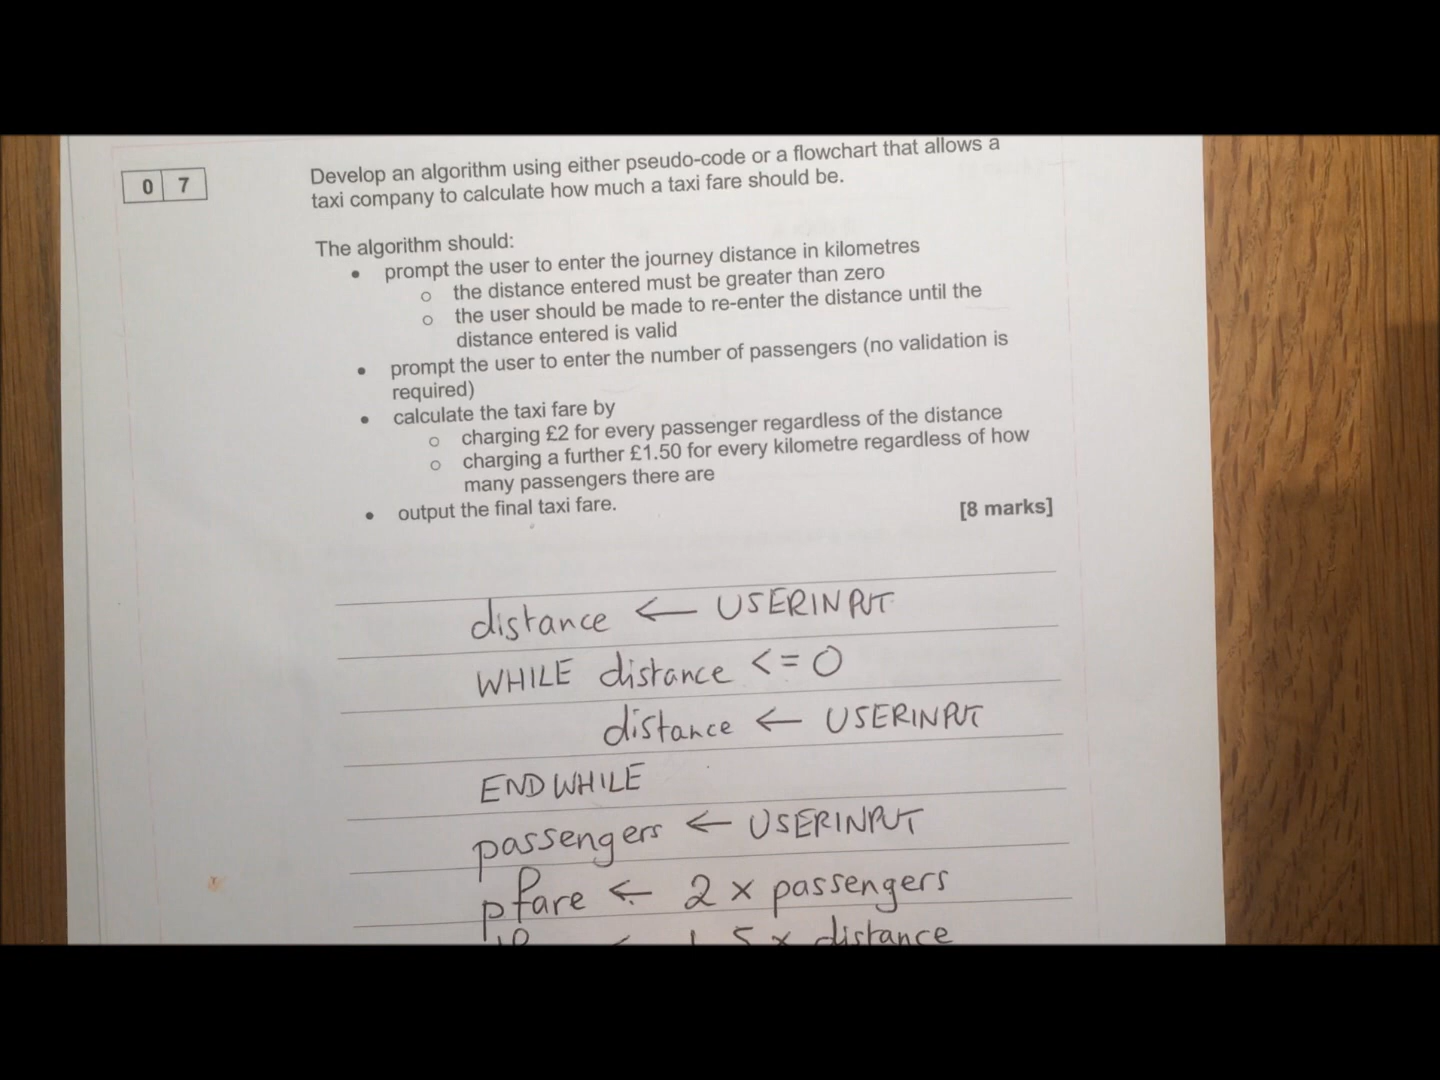 0 7
Develop an algorithm using either pseudo-code or a flowchart that allows a
taxi company to calculate how much a taxi fare should be.
The algorithm should:
• prompt the user to enter the journey distance in kilometres
o the distance entered must be greater than zero
o the user should be made to re-enter the distance until the
distance entered is valid
• prompt the user to enter the number of passengers (no validation is
required)
• calculate the taxi fare by
o charging £2 for every passenger regardless of the distance
o charging a further £1.50 for every kilometre regardless of how
many passengers there are
• output the final taxi fare.
[8 marks]
distance ← USERINPUT
WHILE distance <= 0
distance ← USERINPUT
ENDWHILE
passengers ← USERINPUT
pfare ← 2 x passengers
← 1.5 x distance